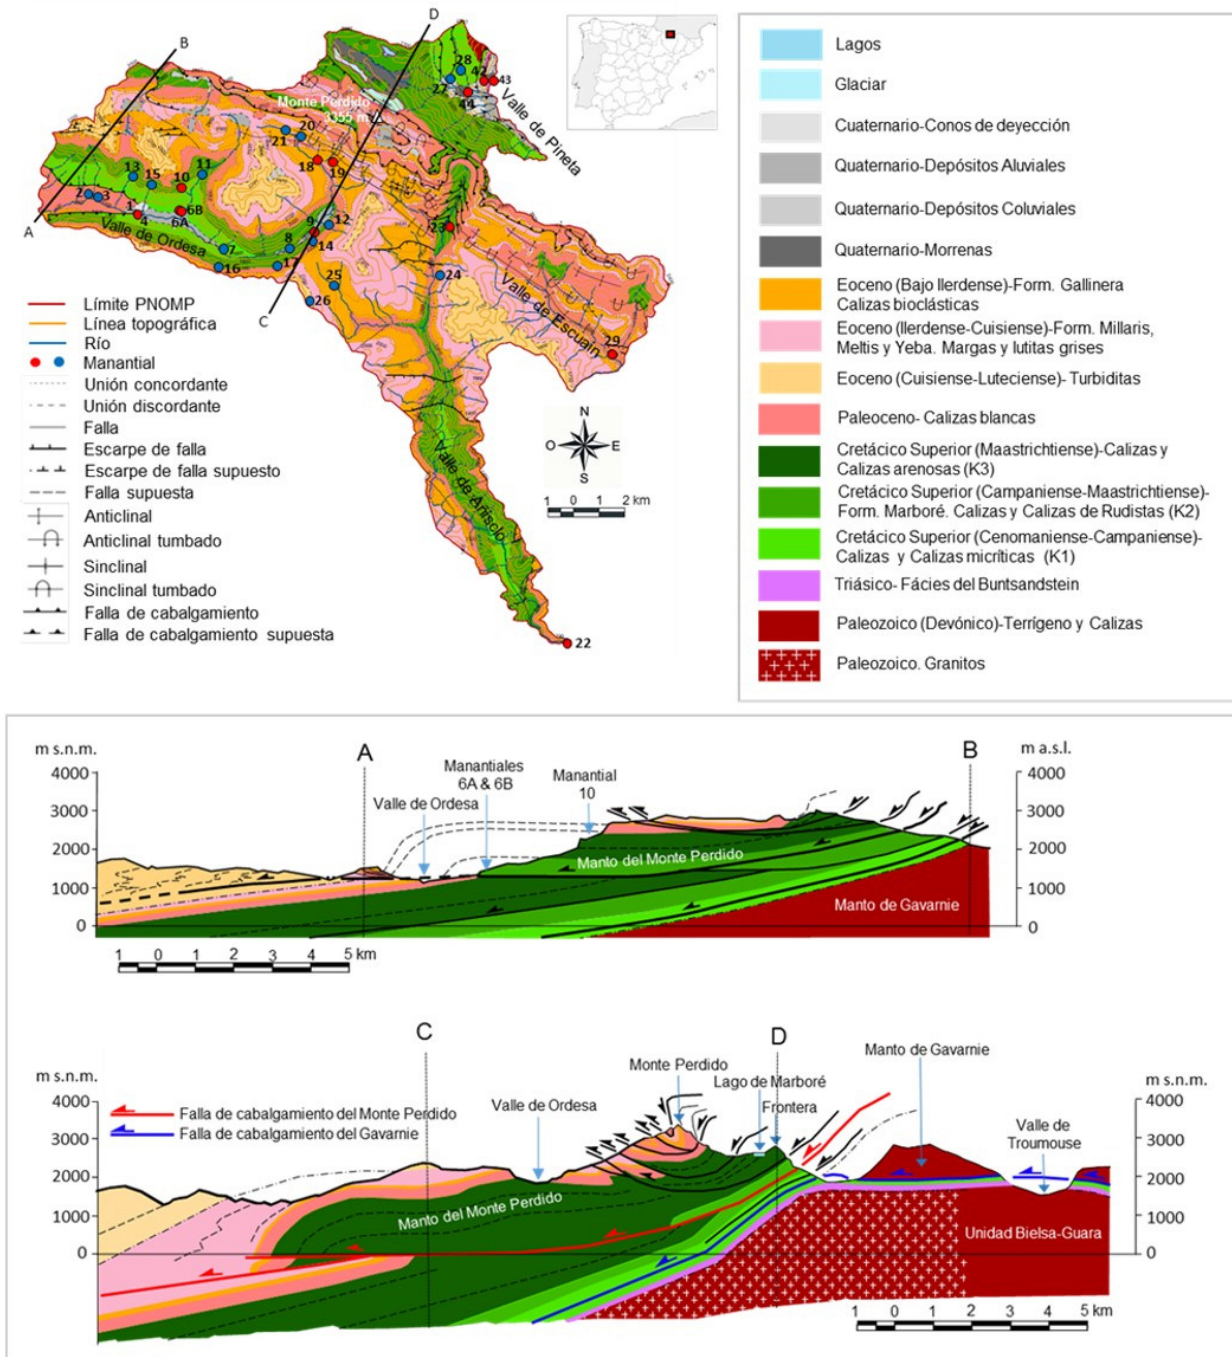 D
B
28
42
43
27
44
Valle de Pineta
Monte Perdido
3355 m
20
21
18
19
13
11
15
10
2
3
1
4
6B
6A
9
12
14
23
A
Valle de Ordesa
7
8
16
17
24
25
26
C
Valle de Escuain
29
Valle de Añisclo
22
N
O
E
S
1 0 1 2 km
Límite PNOMP
Línea topográfica
Río
Manantial
Unión concordante
Unión discordante
Falla
Escarpe de falla
Escarpe de falla supuesto
Falla supuesta
Anticlinal
Anticlinal tumbado
Sinclinal
Sinclinal tumbado
Falla de cabalgamiento
Falla de cabalgamiento supuesta
Lagos
Glaciar
Cuaternario-Conos de deyección
Quaternario-Depósitos Aluviales
Quaternario-Depósitos Coluviales
Quaternario-Morrenas
Eoceno (Bajo Ilerdense)-Form. Gallinera
Calizas bioclásticas
Eoceno (Ilerdense-Cuisiense)-Form. Millaris,
Meltis y Yeba. Margas y lutitas grises
Eoceno (Cuisiense-Luteciense)- Turbiditas
Paleoceno- Calizas blancas
Cretácico Superior (Maastrichtiense)-Calizas y
Calizas arenosas (K3)
Cretácico Superior (Campaniense-Maastrichtiense)-
Form. Marboré. Calizas y Calizas de Rudistas (K2)
Cretácico Superior (Cenomaniense-Campaniense)-
Calizas y Calizas micríticas (K1)
Triásico- Fácies del Buntsandstein
Paleozoico (Devónico)-Terrígeno y Calizas
Paleozoico. Granitos
m s.n.m.
A
B
m a.s.l.
4000
3000
2000
1000
0
Valle de Ordesa
Manantiales
6A & 6B
Manantial
10
Manto del Monte Perdido
Manto de Gavarnie
4000
3000
2000
1000
0
1 0 1 2 3 4 5 km
C
D
m s.n.m.
4000
3000
2000
1000
0
Falla de cabalgamiento del Monte Perdido
Falla de cabalgamiento del Gavarnie
Valle de Ordesa
Monte Perdido
Lago de Marboré
Frontera
Manto de Gavarnie
Valle de
Troumouse
m s.n.m.
4000
3000
2000
1000
0
Manto del Monte Perdido
Unidad Bielsa-Guara
1 0 1 2 3 4 5 km